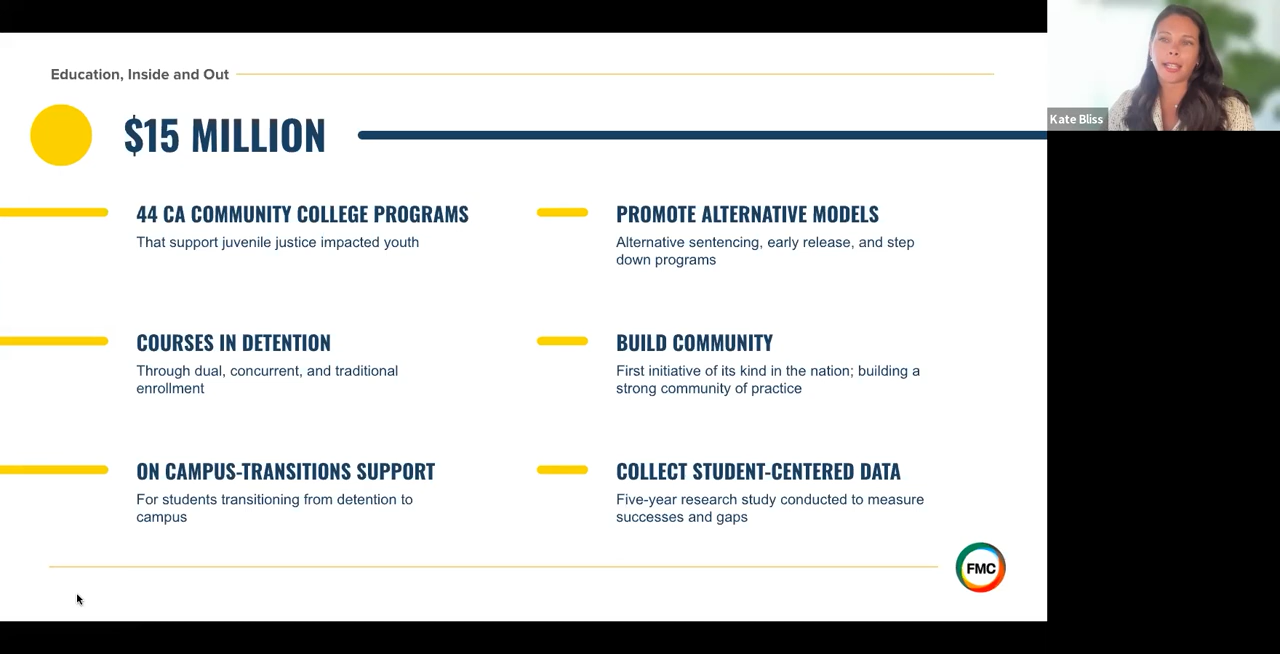 Education, Inside and Out
$15 MILLION
44 CA COMMUNITY COLLEGE PROGRAMS
That support juvenile justice impacted youth
COURSES IN DETENTION
Through dual, concurrent, and traditional
enrollment
ON CAMPUS-TRANSITIONS SUPPORT
For students transitioning from detention to
campus
PROMOTE ALTERNATIVE MODELS
Alternative sentencing, early release, and step
down programs
BUILD COMMUNITY
First initiative of its kind in the nation; building a
strong community of practice
COLLECT STUDENT-CENTERED DATA
Five-year research study conducted to measure
successes and gaps
FMC
Kate Bliss